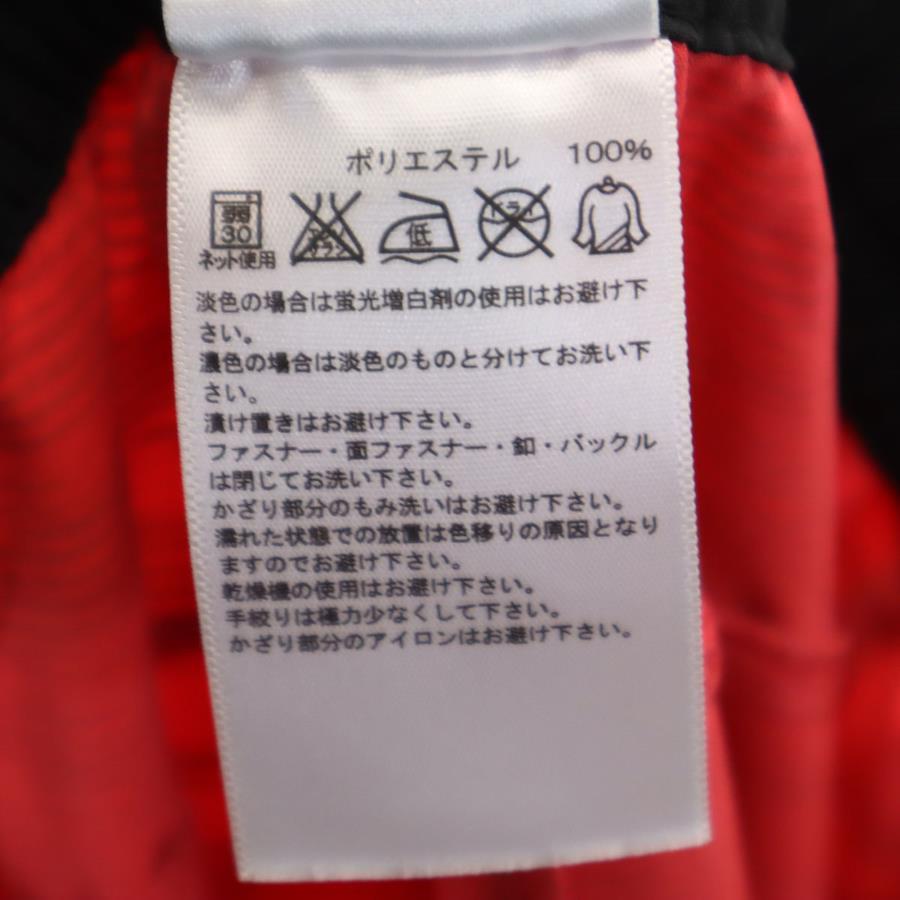 ポリエステル 100%
弱
30
エンソ
サラシ
低
ドライ
ネット使用
淡色の場合は蛍光増白剤の使用はお避け下
さい。
濃色の場合は淡色のものと分けてお洗い下
さい。
漬け置きはお避け下さい。
ファスナー・面ファスナー・釦・バックル
は閉じてお洗い下さい。
かざり部分のもみ洗いはお避け下さい。
濡れた状態での放置は色移りの原因となり
ますのでお避け下さい。
乾燥機の使用はお避け下さい。
手絞りは極力少なくして下さい。
かざり部分のアイロンはお避け下さい。